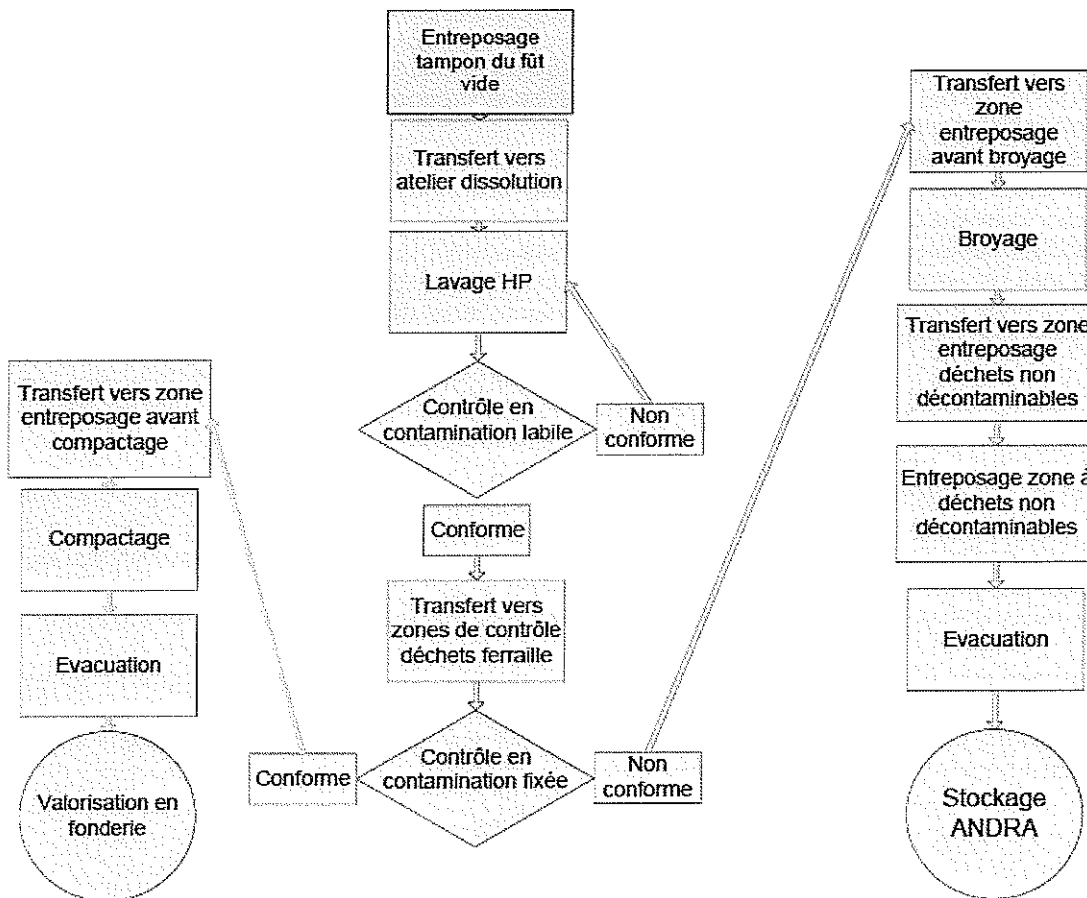 Entreposage
tampon du fût
vide
Transfert vers
atelier dissolution
Lavage HP
Contrôle en
contamination labile
Non
conforme
Conforme
Transfert vers
zones de contrôle
déchets ferraille
Contrôle en
contamination fixée
Conforme
Non
conforme
Transfert vers zone
entreposage avant
compactage
Compactage
Evacuation
Valorisation en
fonderie
Transfert vers
zone
entreposage
avant broyage
Broyage
Transfert vers zone
entreposage
déchets non
décontaminables
Entreposage zone à
déchets non
décontaminables
Evacuation
Stockage
ANDRA